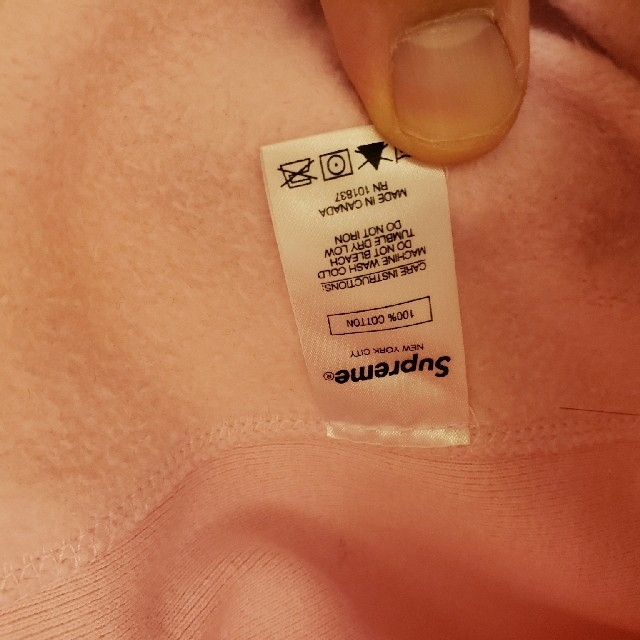 Supreme®
NEW YORK CITY
100% COTTON
CARE INSTRUCTIONS:
MACHINE WASH COLD
DO NOT BLEACH
TUMBLE DRY LOW
DO NOT IRON
MADE IN CANADA
RN 101837